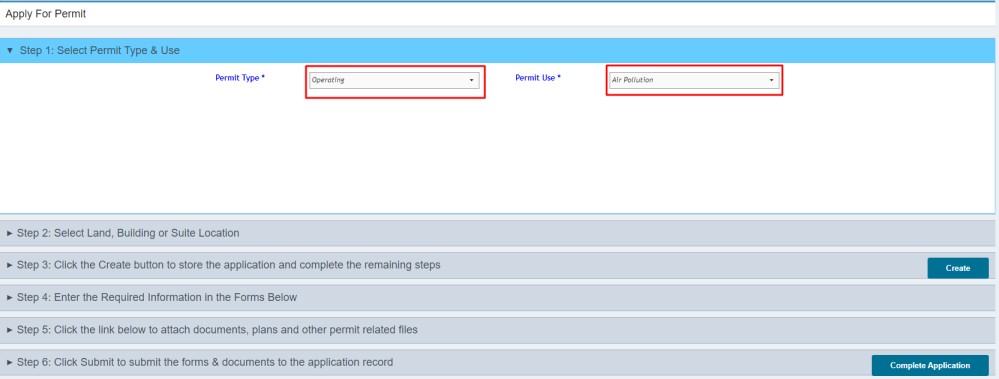 Apply For Permit
▼ Step 1: Select Permit Type & Use
Permit Type * Operating Permit Use * Air Pollution
► Step 2: Select Land, Building or Suite Location
► Step 3: Click the Create button to store the application and complete the remaining steps Create
► Step 4: Enter the Required Information in the Forms Below
► Step 5: Click the link below to attach documents, plans and other permit related files
► Step 6: Click Submit to submit the forms & documents to the application record Complete Application